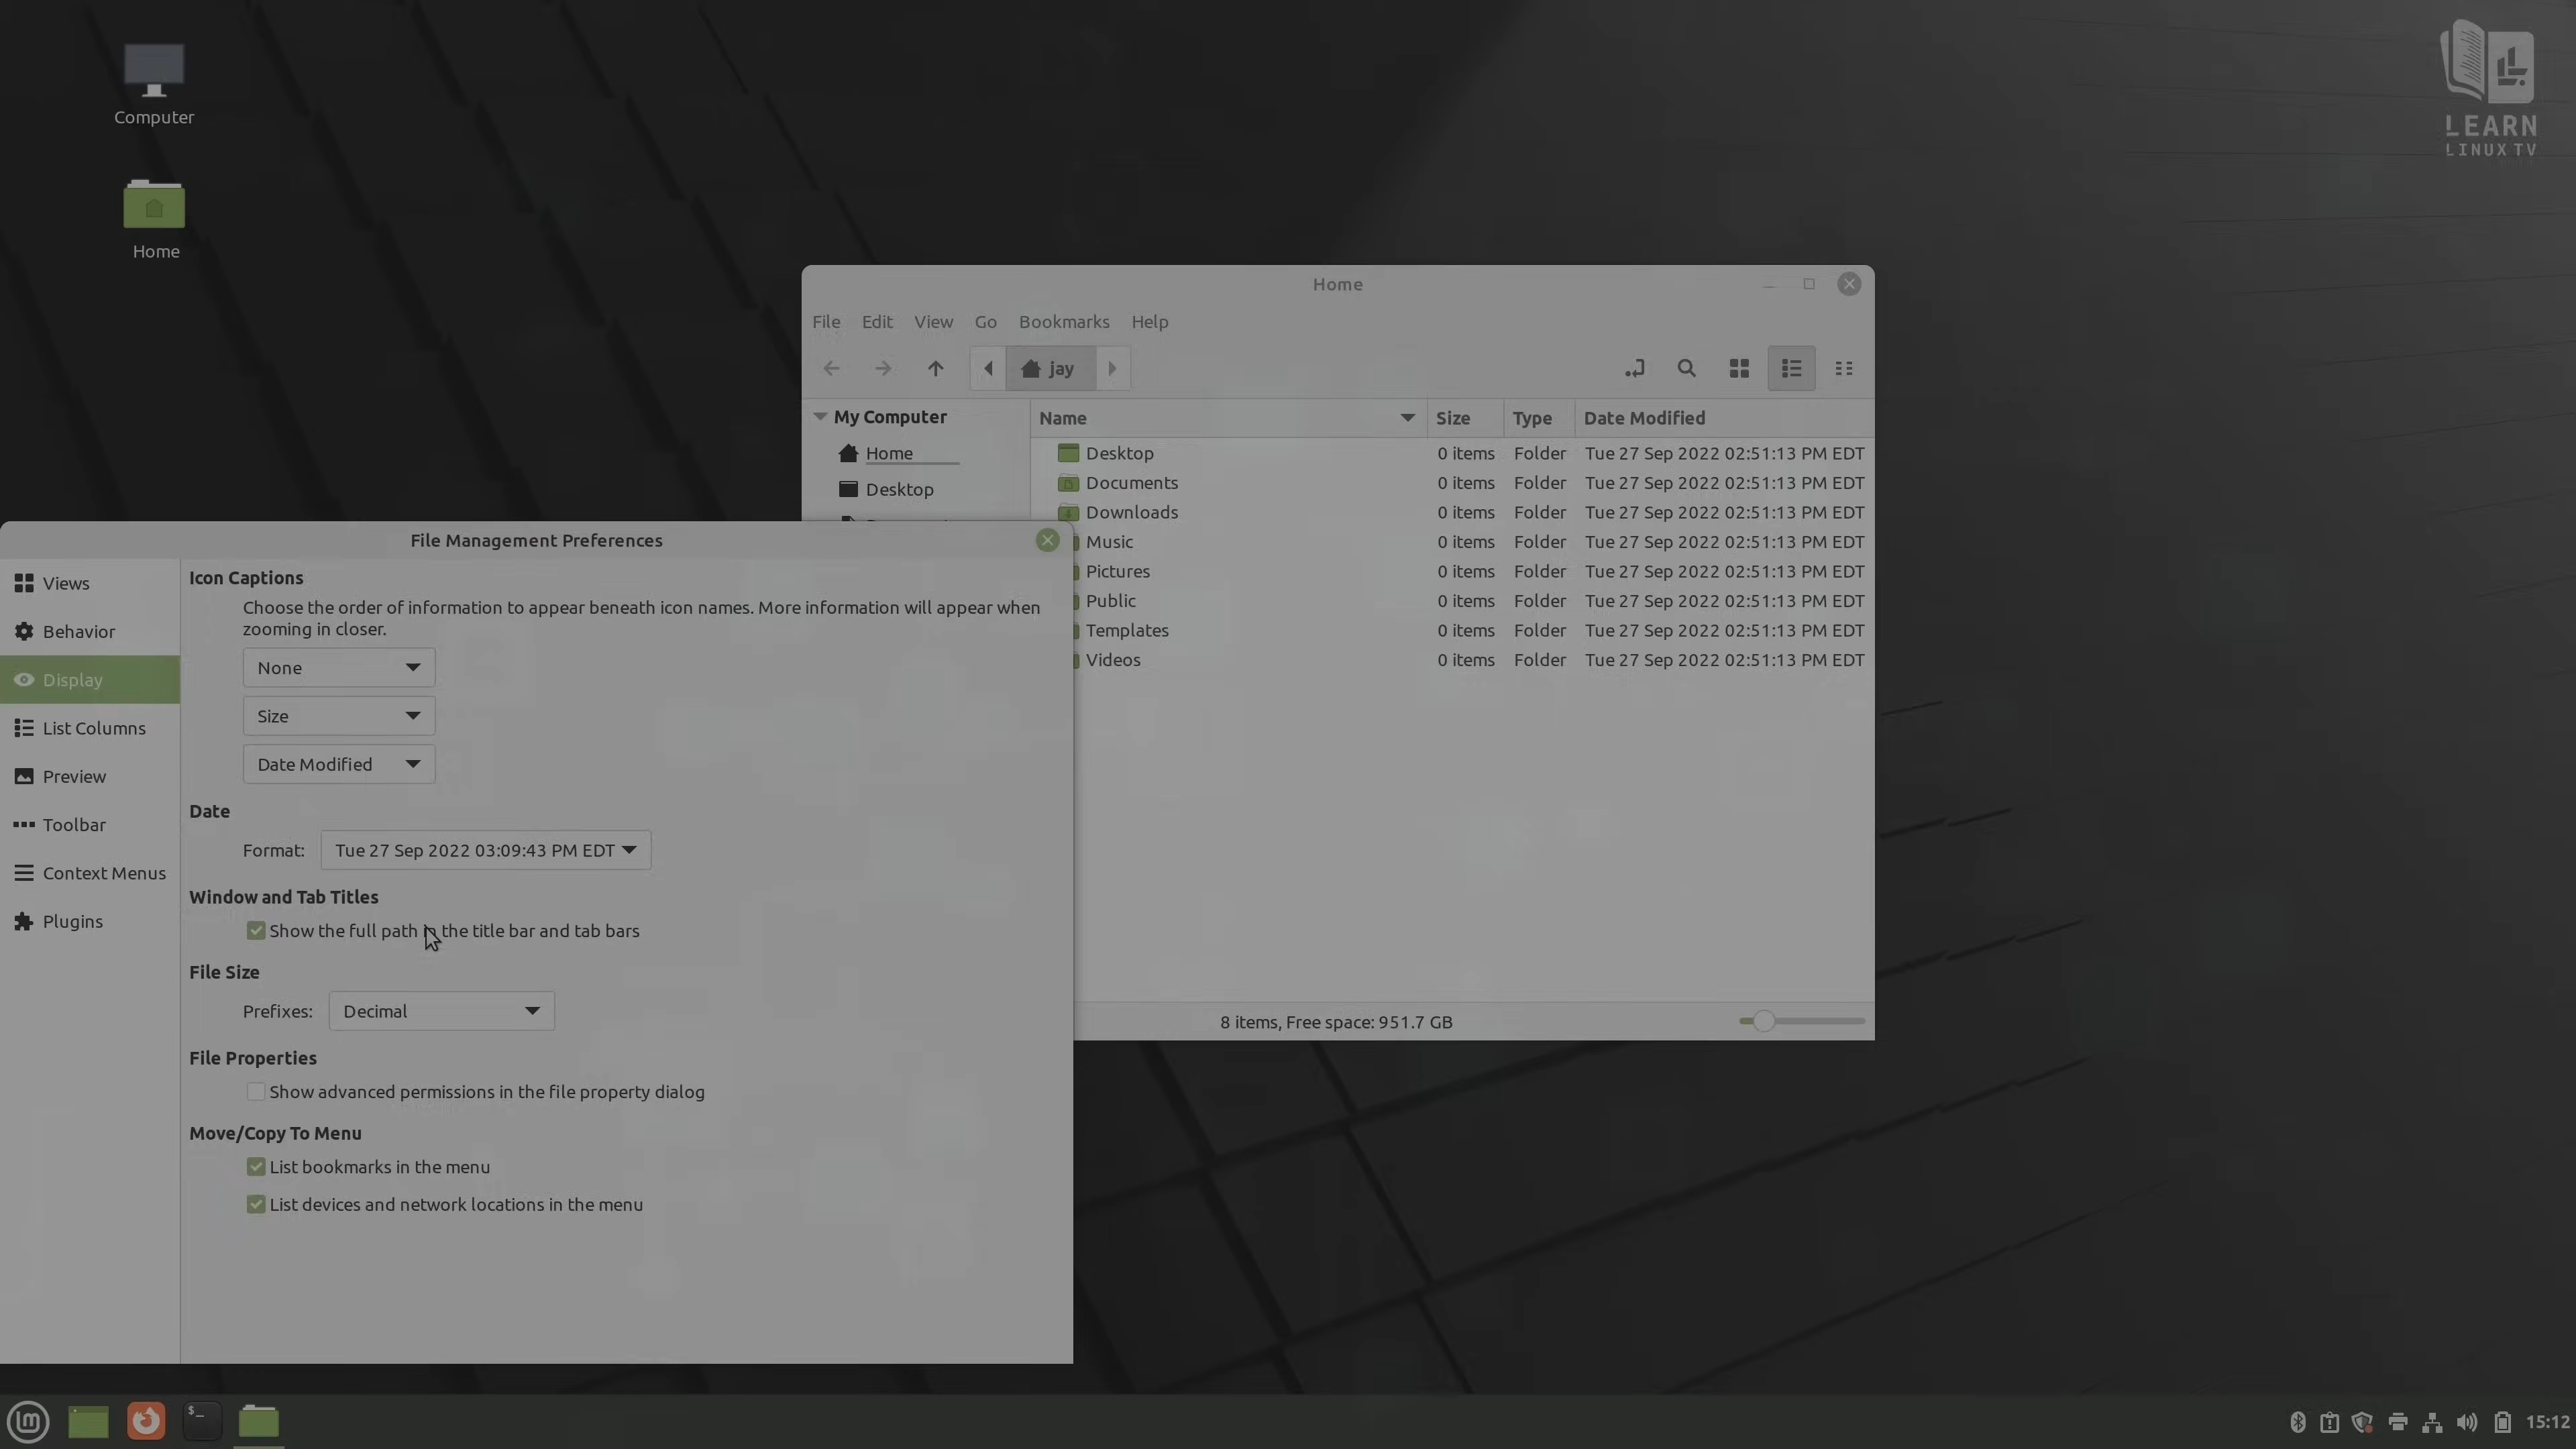 Computer
Home
LEARN
LINUX TV
Home
File Edit View Go Bookmarks Help
jay
My Computer
Home
Desktop
Name Size Type Date Modified
Desktop 0 items Folder Tue 27 Sep 2022 02:51:13 PM EDT
Documents 0 items Folder Tue 27 Sep 2022 02:51:13 PM EDT
Downloads 0 items Folder Tue 27 Sep 2022 02:51:13 PM EDT
Music 0 items Folder Tue 27 Sep 2022 02:51:13 PM EDT
Pictures 0 items Folder Tue 27 Sep 2022 02:51:13 PM EDT
Public 0 items Folder Tue 27 Sep 2022 02:51:13 PM EDT
Templates 0 items Folder Tue 27 Sep 2022 02:51:13 PM EDT
Videos 0 items Folder Tue 27 Sep 2022 02:51:13 PM EDT
8 items, Free space: 951.7 GB
File Management Preferences
Views
Behavior
Display
List Columns
Preview
Toolbar
Context Menus
Plugins
Icon Captions
Choose the order of information to appear beneath icon names. More information will appear when
zooming in closer.
None
Size
Date Modified
Date
Format: Tue 27 Sep 2022 03:09:43 PM EDT
Window and Tab Titles
Show the full path in the title bar and tab bars
File Size
Prefixes: Decimal
File Properties
Show advanced permissions in the file property dialog
Move/Copy To Menu
List bookmarks in the menu
List devices and network locations in the menu
$_
15:12